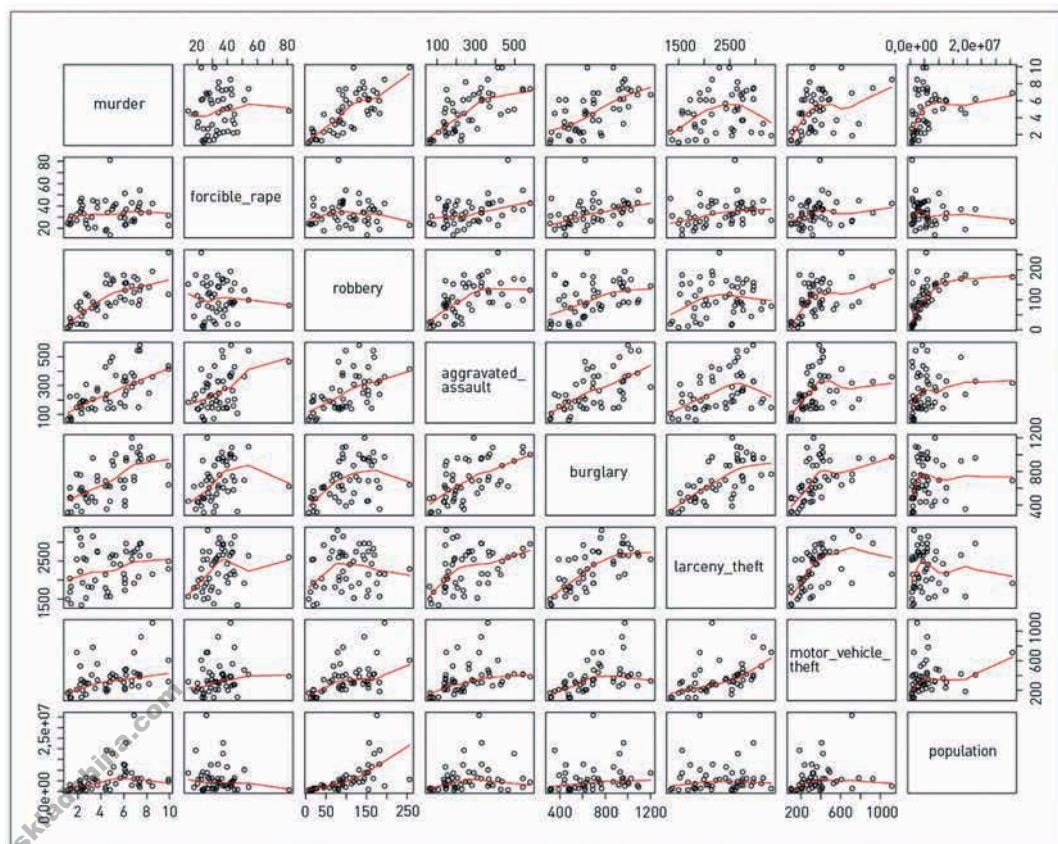 20 40 60 80 100 300 500 1500 2500 0,0e+00 2,0e+07
murder
2 4 6 10
20 40 60 80
forcible_rape
robbery
0 100 200
100 300 500
aggravated_
assault
burglary
400 800 1200
1500 2500
larceny_theft
motor_vehicle_
theft
200 600 1000
0,0e+00 2,5e+07
population
2 4 6 8 10 0 50 150 250 400 800 1200 200 600 1000
skladchina.com